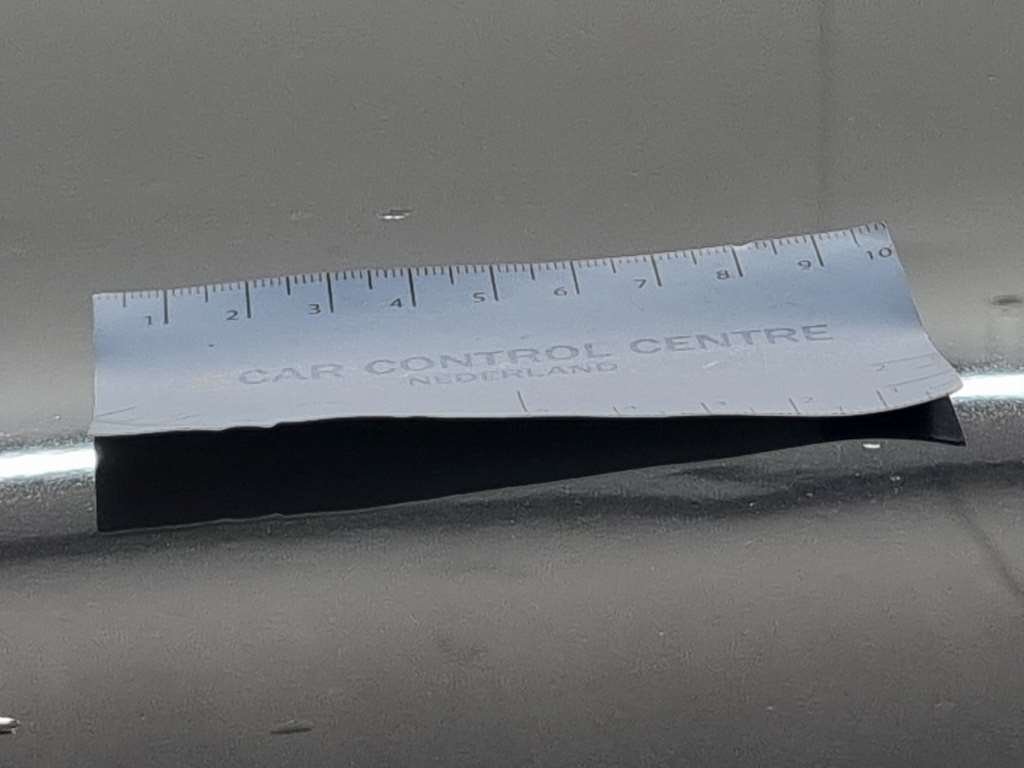 1 2 3 4 5 6 7 8 9 10
CAR CONTROL CENTRE
NEDERLAND